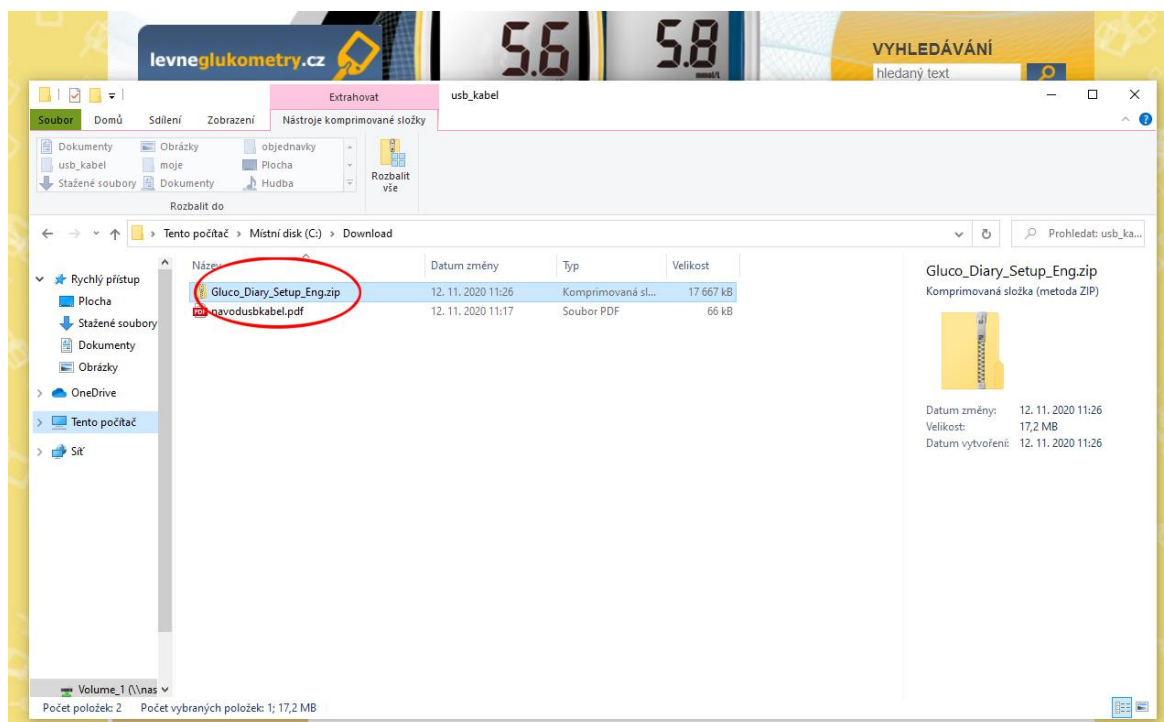 levneglukometry.cz
5.6
5.8
mmol/L
VYHLEDÁVÁNÍ
hledaný text
Extrahovat
usb_kabel
Soubor Domů Sdílení Zobrazení Nástroje komprimované složky
Dokumenty Obrázky objednavky
usb_kabel moje Plocha
Stažené soubory Dokumenty Hudba
Rozbalit
vše
Rozbalit do
Tento počítač › Místní disk (C:) › Download
Prohledat: usb_ka...
Název Datum změny Typ Velikost
Gluco_Diary_Setup_Eng.zip 12. 11. 2020 11:26 Komprimovaná sl... 17 667 kB
navodusbkabel.pdf 12. 11. 2020 11:17 Soubor PDF 66 kB
Rychlý přístup
Plocha
Stažené soubory
Dokumenty
Obrázky
OneDrive
Tento počítač
Síť
Volume_1 (\\nas
Gluco_Diary_Setup_Eng.zip
Komprimovaná složka (metoda ZIP)
Datum změny: 12. 11. 2020 11:26
Velikost: 17,2 MB
Datum vytvoření: 12. 11. 2020 11:26
Počet položek: 2 Počet vybraných položek: 1; 17,2 MB